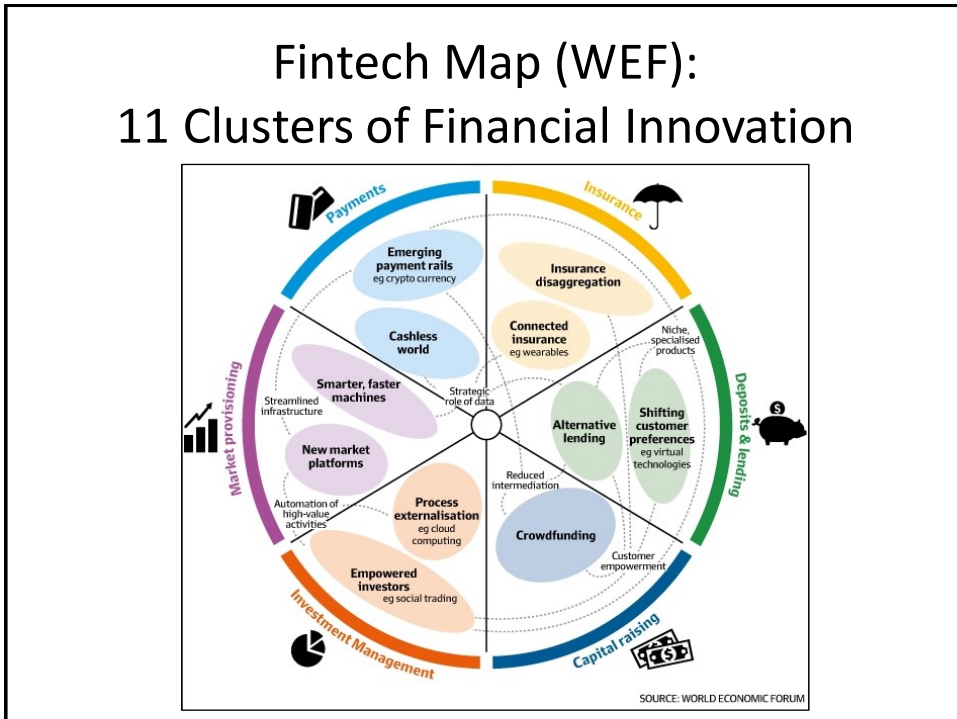 Fintech Map (WEF):
11 Clusters of Financial Innovation
Payments
Insurance
Emerging
payment rails
eg crypto currency
Insurance
disaggregation
Cashless
world
Connected
insurance
eg wearables
Niche,
specialised
products
Smarter, faster
machines
Strategic
role of data
Streamlined
infrastructure
Market provisioning
New market
platforms
Alternative
lending
Shifting
customer
preferences
eg virtual
technologies
Deposits & lending
$
Reduced
intermediation
Automation of
high-value
activities
Process
externalisation
eg cloud
computing
Crowdfunding
Customer
empowerment
Empowered
investors
eg social trading
Investment Management
Capital raising
$
SOURCE: WORLD ECONOMIC FORUM